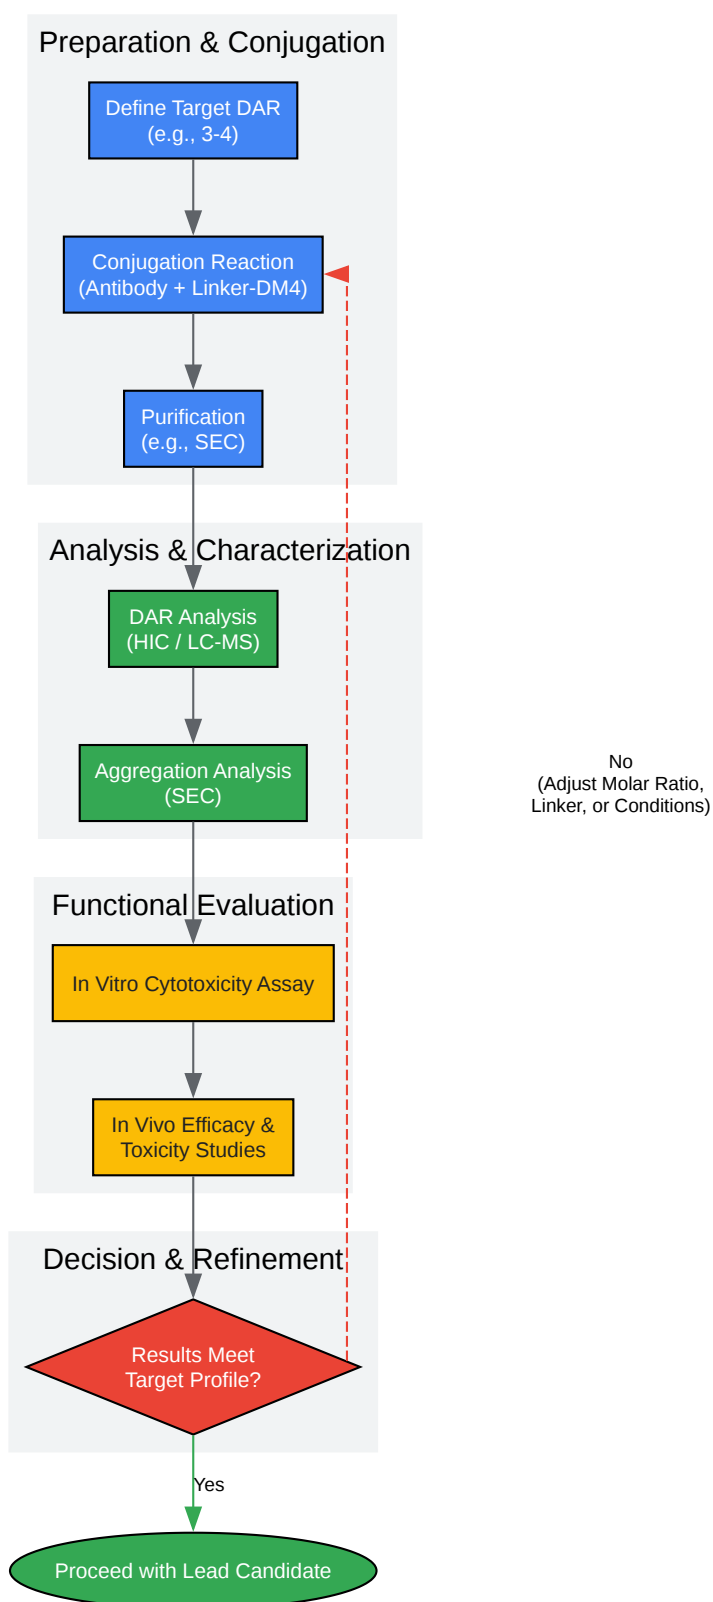 Preparation & Conjugation
Define Target DAR
(e.g., 3-4)
Conjugation Reaction
(Antibody + Linker-DM4)
Purification
(e.g., SEC)
Analysis & Characterization
DAR Analysis
(HIC / LC-MS)
Aggregation Analysis
(SEC)
No
(Adjust Molar Ratio,
Linker, or Conditions)
Functional Evaluation
In Vitro Cytotoxicity Assay
In Vivo Efficacy &
Toxicity Studies
Decision & Refinement
Results Meet
Target Profile?
Yes
Proceed with Lead Candidate